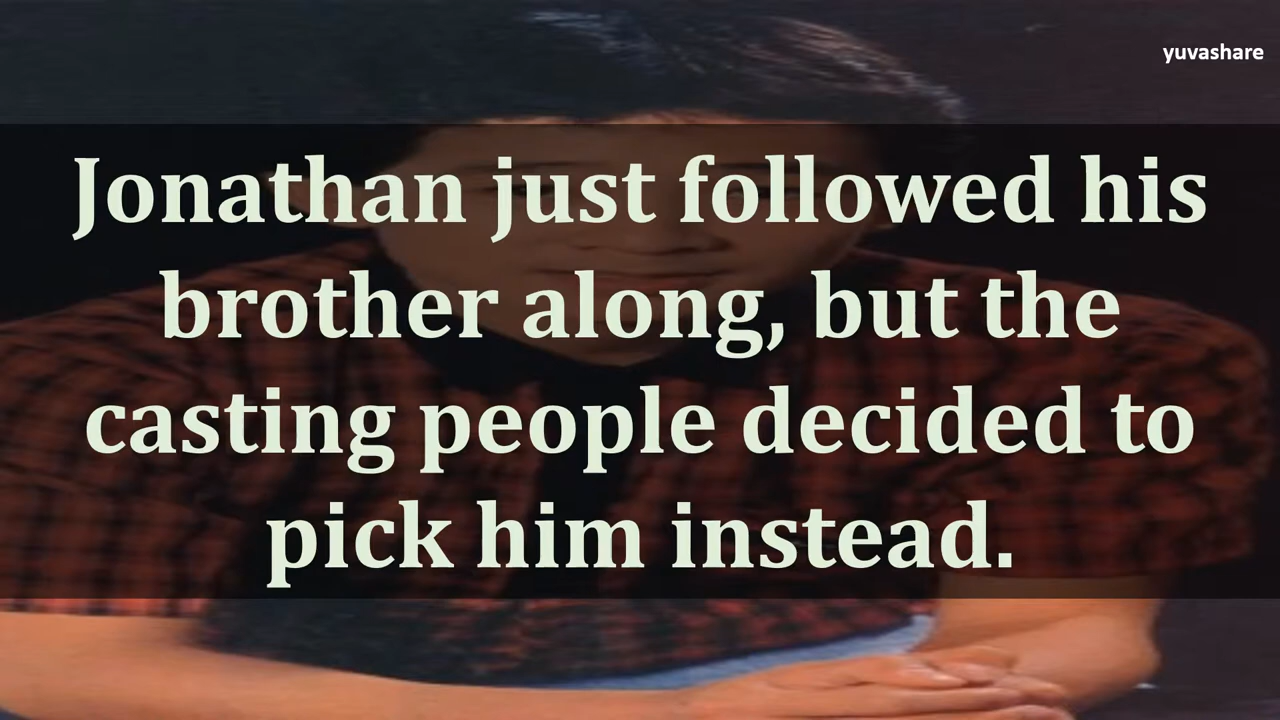 yuvashare
Jonathan just followed his
brother along, but the
casting people decided to
pick him instead.